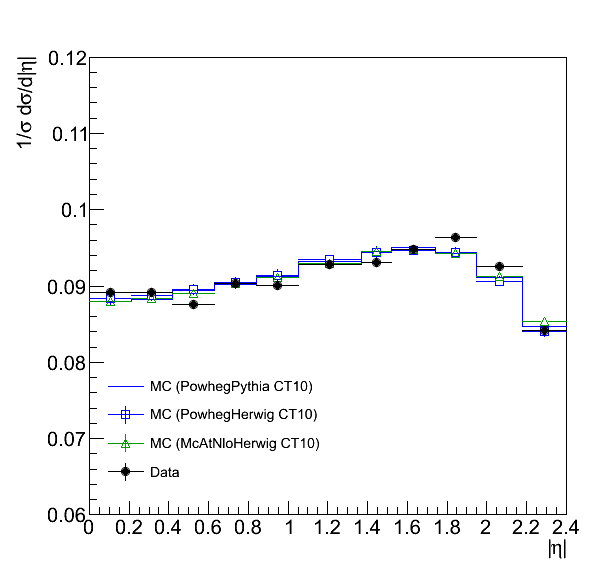 1/σ dσ/d|η|
0.12
0.11
0.1
0.09
0.08
0.07
0.06
MC (PowhegPythia CT10)
MC (PowhegHerwig CT10)
MC (McAtNloHerwig CT10)
Data
0 0.2 0.4 0.6 0.8 1 1.2 1.4 1.6 1.8 2 2.2 2.4
|η|